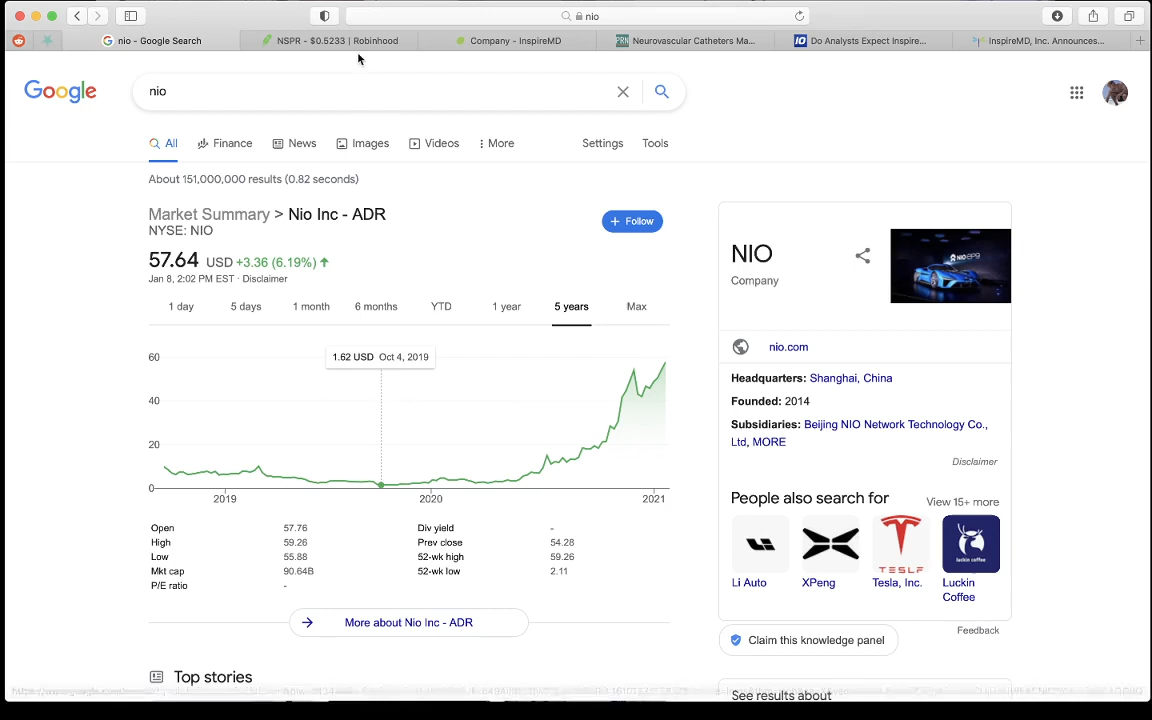 nio
nio - Google Search
NSPR - $0.5233 | Robinhood
Company - InspireMD
PRN
Neurovascular Catheters Ma...
IO
Do Analysts Expect Inspire...
InspireMD, Inc. Announces...
Google
nio
All
Finance
News
Images
Videos
More
Settings
Tools
About 151,000,000 results (0.82 seconds)
Market Summary > Nio Inc - ADR
NYSE: NIO
+ Follow
57.64 USD +3.36 (6.19%)
Jan 8, 2:02 PM EST · Disclaimer
1 day
5 days
1 month
6 months
YTD
1 year
5 years
Max
1.62 USD Oct 4, 2019
60
40
20
0
2019
2020
2021
Open 57.76
High 59.26
Low 55.88
Mkt cap 90.64B
P/E ratio -
Div yield -
Prev close 54.28
52-wk high 59.26
52-wk low 2.11
More about Nio Inc - ADR
Top stories
NIO
Company
NIO EP9
nio.com
Headquarters: Shanghai, China
Founded: 2014
Subsidiaries: Beijing NIO Network Technology Co.,
Ltd, MORE
Disclaimer
People also search for
View 15+ more
TESLA
luckin coffee
Li Auto
XPeng
Tesla, Inc.
Luckin
Coffee
Feedback
Claim this knowledge panel
See results about